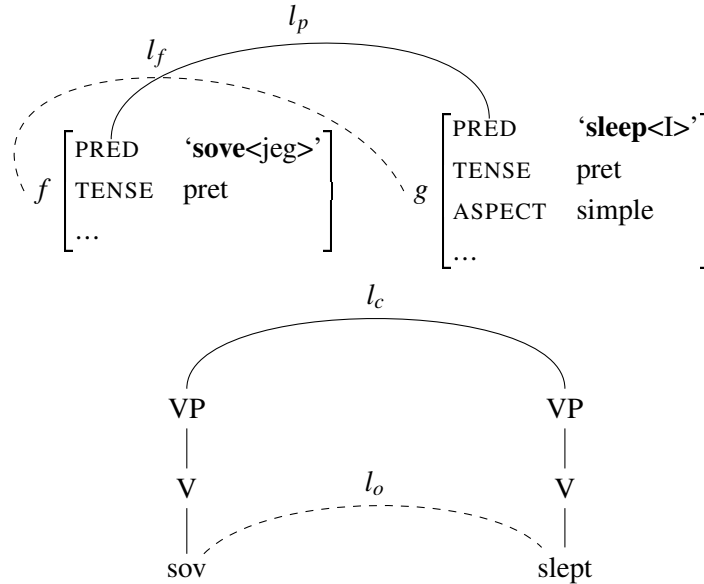 l_p
l_f
f PRED ‘sove<jeg>’
TENSE pret
...
g PRED ‘sleep<I>’
TENSE pret
ASPECT simple
...
l_c
VP VP
V V
l_o
sov slept